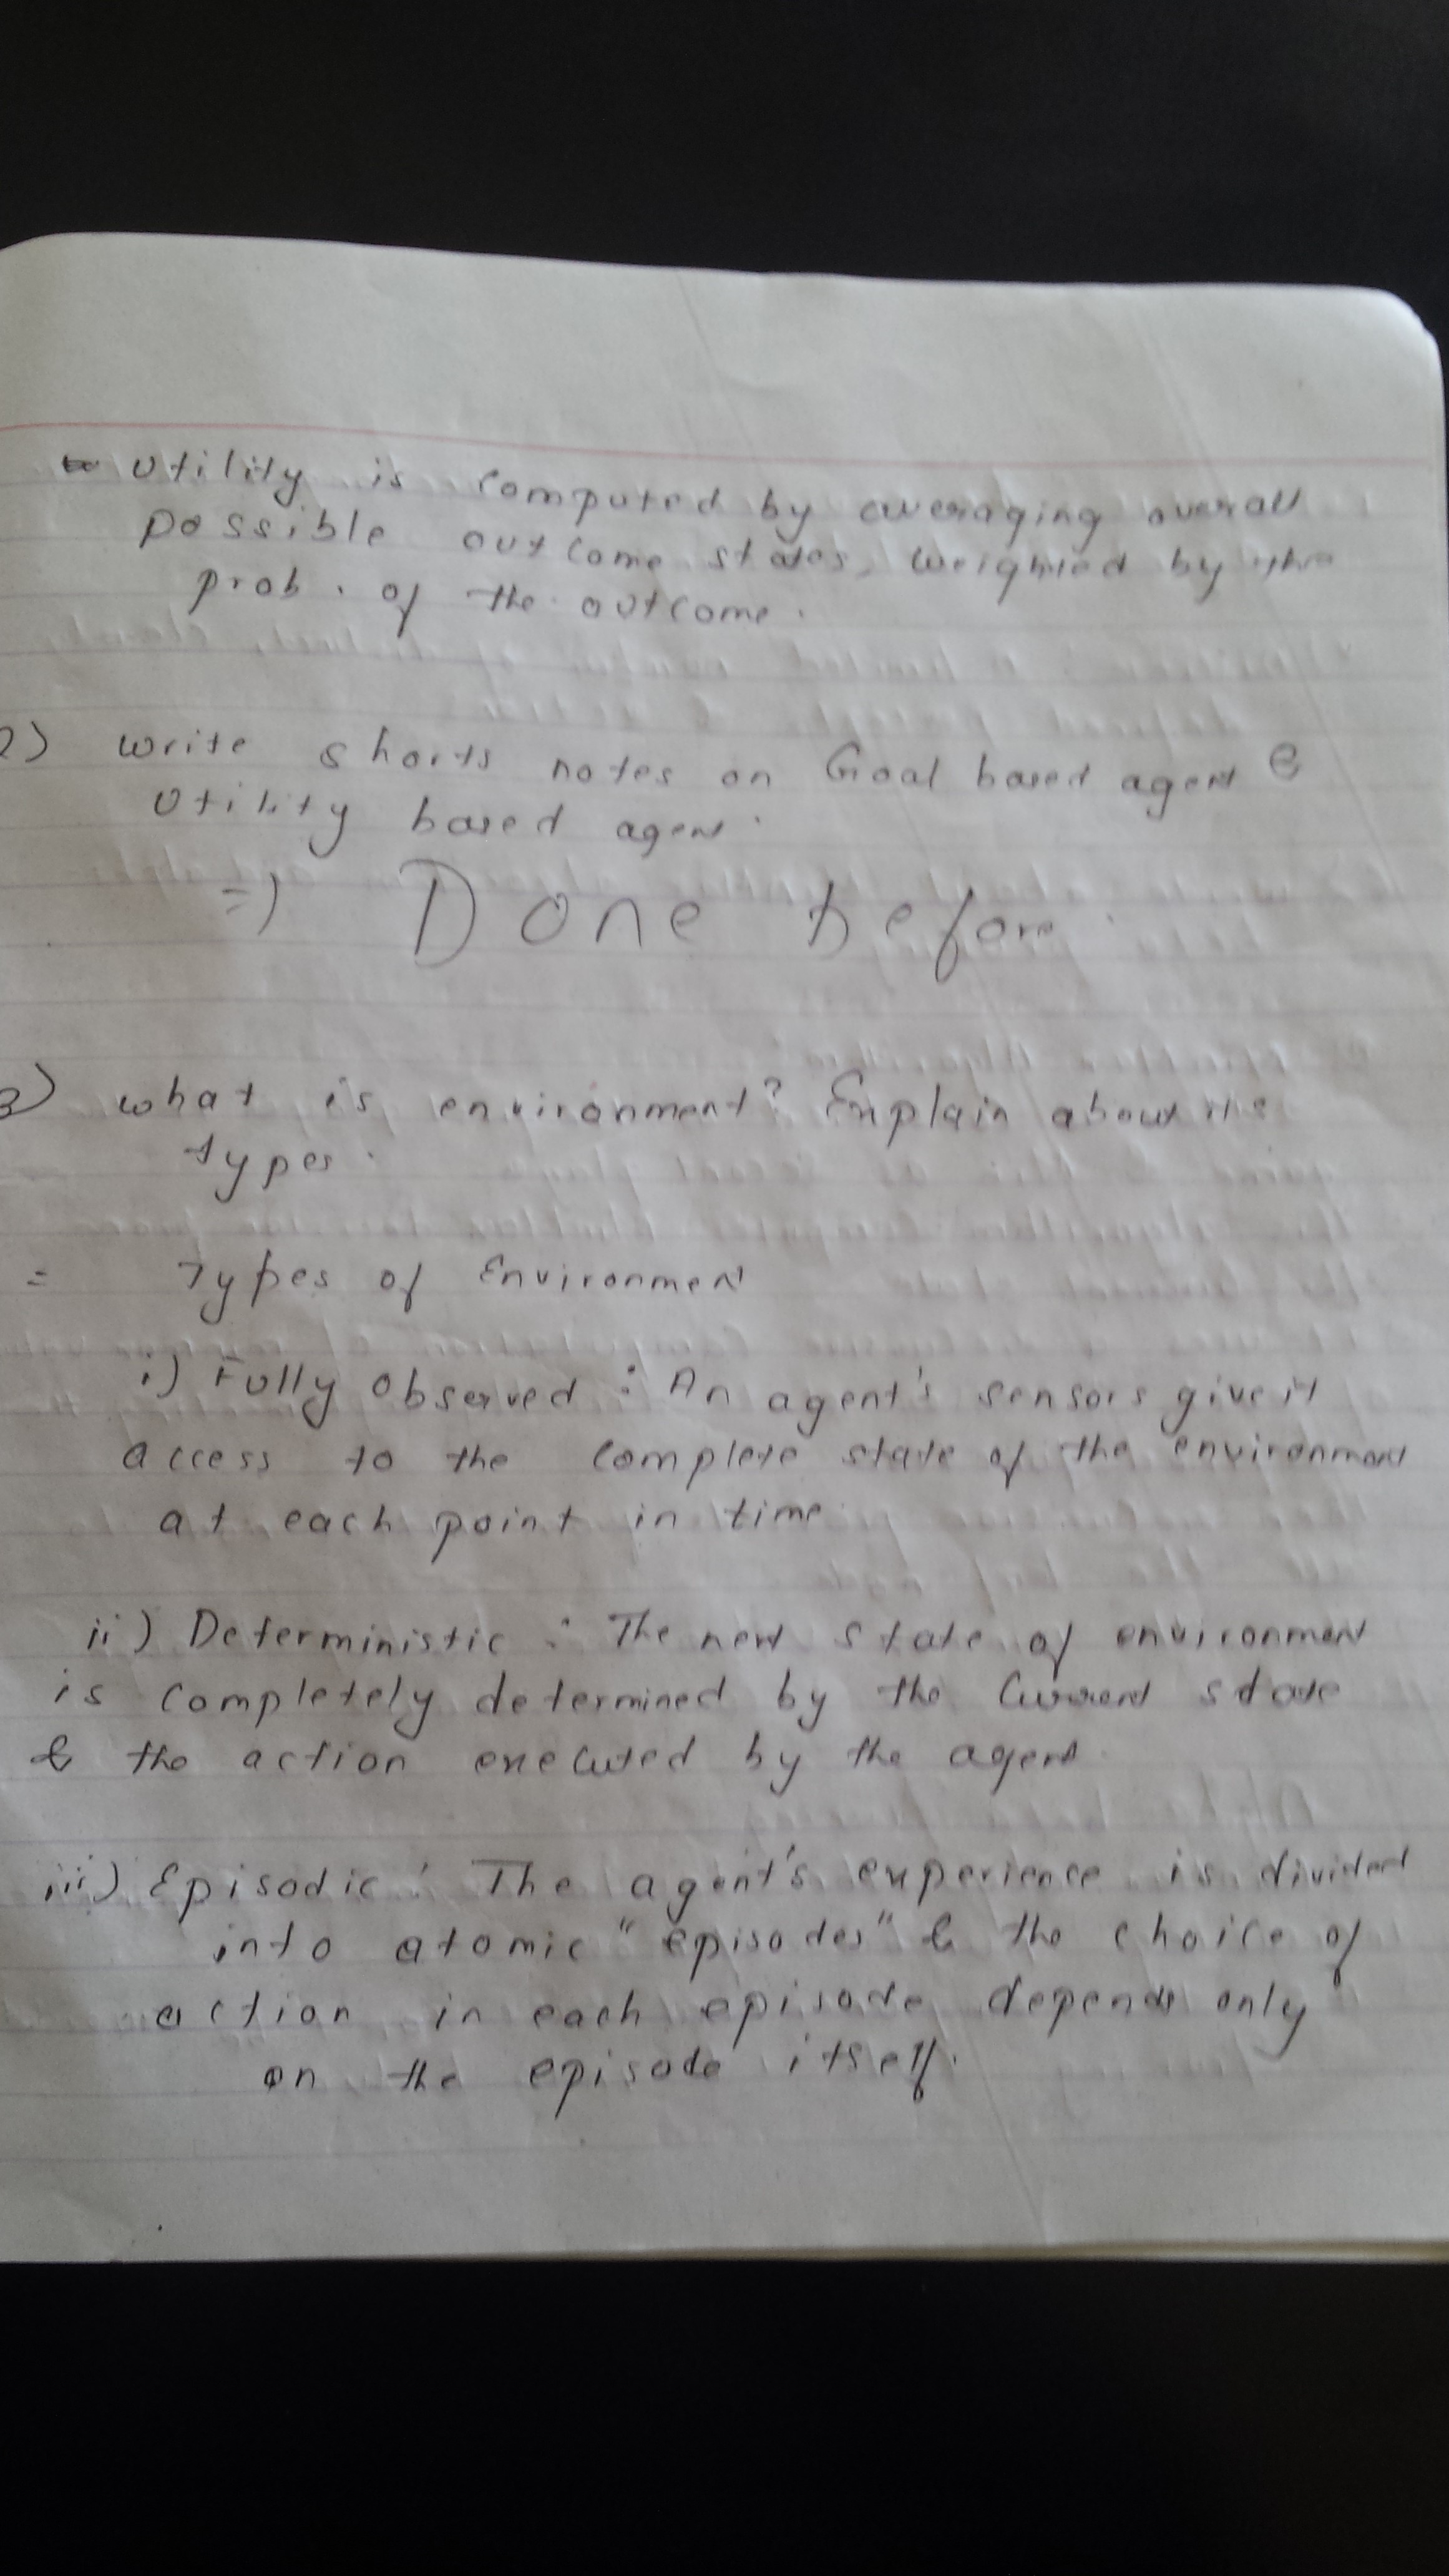 Utility is computed by averaging overall
possible outcome states, weighted by the
prob. of the outcome.
2) write shorts notes on Goal based agent &
Utility based agent.
=) Done before.
3) what is environment? Explain about its
types.
= Types of Environment
i) Fully observed : An agent's sensors give it
access to the complete state of the environment
at each point in time.
ii) Deterministic : The next state of environment
is completely determined by the current state
& the action executed by the agent.
iii) Episodic : The agent's experience is divided
into atomic "episodes" & the choice of
action in each episode depends only
on the episode itself.